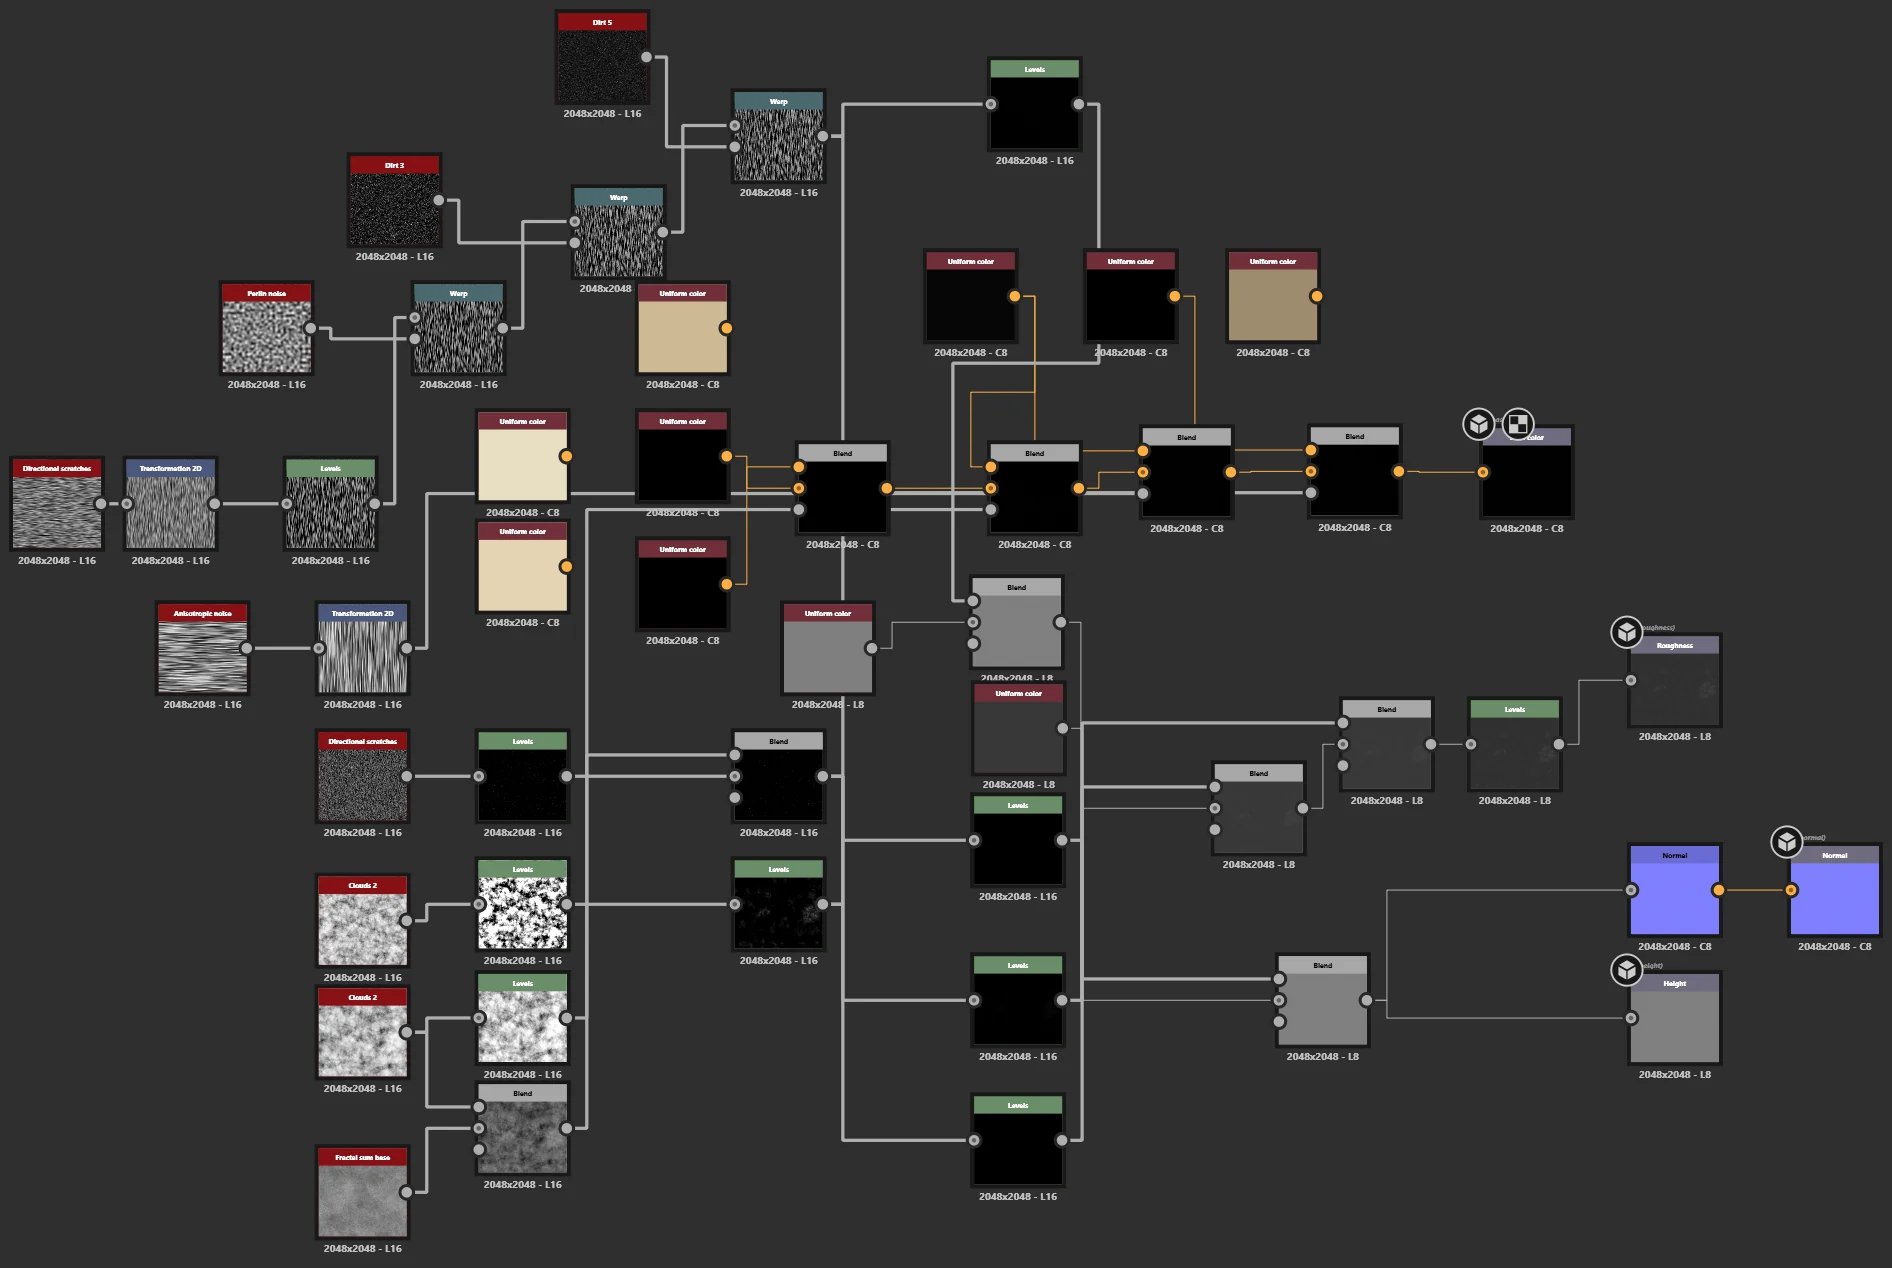 Dirt 5
2048x2048 - L16
Levels
2048x2048 - L16
Warp
2048x2048 - L16
Dirt 3
2048x2048 - L16
Warp
2048x2048
Uniform color
2048x2048 - C8
Uniform color
2048x2048 - C8
Uniform color
2048x2048 - C8
Perlin noise
2048x2048 - L16
Warp
2048x2048 - L16
Uniform color
2048x2048 - C8
Uniform color
2048x2048 - C8
Uniform color
2048x2048 - C8
Blend
2048x2048 - C8
Blend
2048x2048 - C8
Blend
2048x2048 - C8
Blend
2048x2048 - C8
color
2048x2048 - C8
Directional scratches
2048x2048 - L16
Transformation 2D
2048x2048 - L16
Levels
2048x2048 - L16
Uniform color
2048x2048 - C8
Uniform color
2048x2048 - C8
Anisotropic noise
2048x2048 - L16
Transformation 2D
2048x2048 - L16
Uniform color
2048x2048 - L8
Blend
2048x2048 - L8
Uniform color
2048x2048 - L8
oughness)
Roughness
2048x2048 - L8
Blend
2048x2048 - L8
Levels
2048x2048 - L8
Directional scratches
2048x2048 - L16
Levels
2048x2048 - L16
Blend
2048x2048 - L16
Blend
2048x2048 - L8
Levels
2048x2048 - L16
ormal()
Normal
2048x2048 - C8
Normal
2048x2048 - C8
Clouds 2
2048x2048 - L16
Levels
2048x2048 - L16
Levels
2048x2048 - L16
Levels
2048x2048 - L16
Blend
2048x2048 - L8
eight)
Height
2048x2048 - L8
Clouds 2
2048x2048 - L16
Levels
2048x2048 - L16
Blend
2048x2048 - L16
Levels
2048x2048 - L16
Fractal sum base
2048x2048 - L16